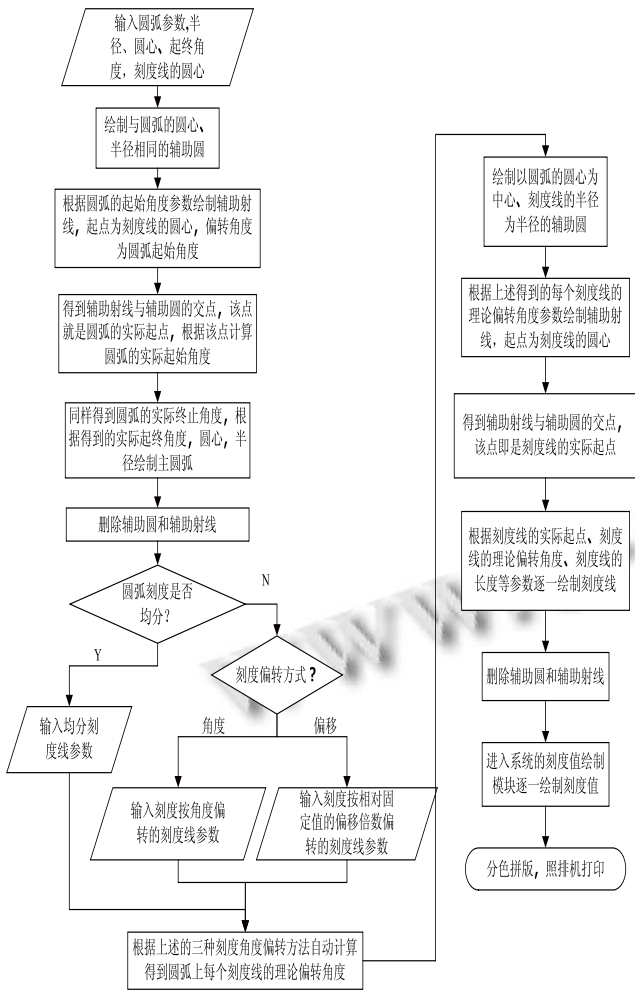 输入圆弧参数,半
径、圆心、起终角
度，刻度线的圆心
绘制与圆弧的圆心、
半径相同的辅助圆
根据圆弧的起始角度参数绘制辅助射
线，起点为刻度线的圆心，偏转角度
为圆弧起始角度
得到辅助射线与辅助圆的交点，该点
就是圆弧的实际起点，根据该点计算
圆弧的实际起始角度
同样得到圆弧的实际终止角度，根
据得到的实际起终角度，圆心，半
径绘制主圆弧
删除辅助圆和辅助射线
圆弧刻度是否
均分？
N
Y
刻度偏转方式？
输入均分刻
度线参数
角度
偏移
输入刻度按角度偏
转的刻度线参数
输入刻度按相对固
定值的偏移倍数偏
转的刻度线参数
根据上述的三种刻度角度偏转方法自动计算
得到圆弧上每个刻度线的理论偏转角度
绘制以圆弧的圆心为
中心、刻度线的半径
为半径的辅助圆
根据上述得到的每个刻度线的
理论偏转角度参数绘制辅助射
线，起点为刻度线的圆心
得到辅助射线与辅助圆的交点，
该点即是刻度线的实际起点
根据刻度线的实际起点、刻度
线的理论偏转角度、刻度线的
长度等参数逐一绘制刻度线
删除辅助圆和辅助射线
进入系统的刻度值绘制
模块逐一绘制刻度值
分色拼版，照排机打印
www